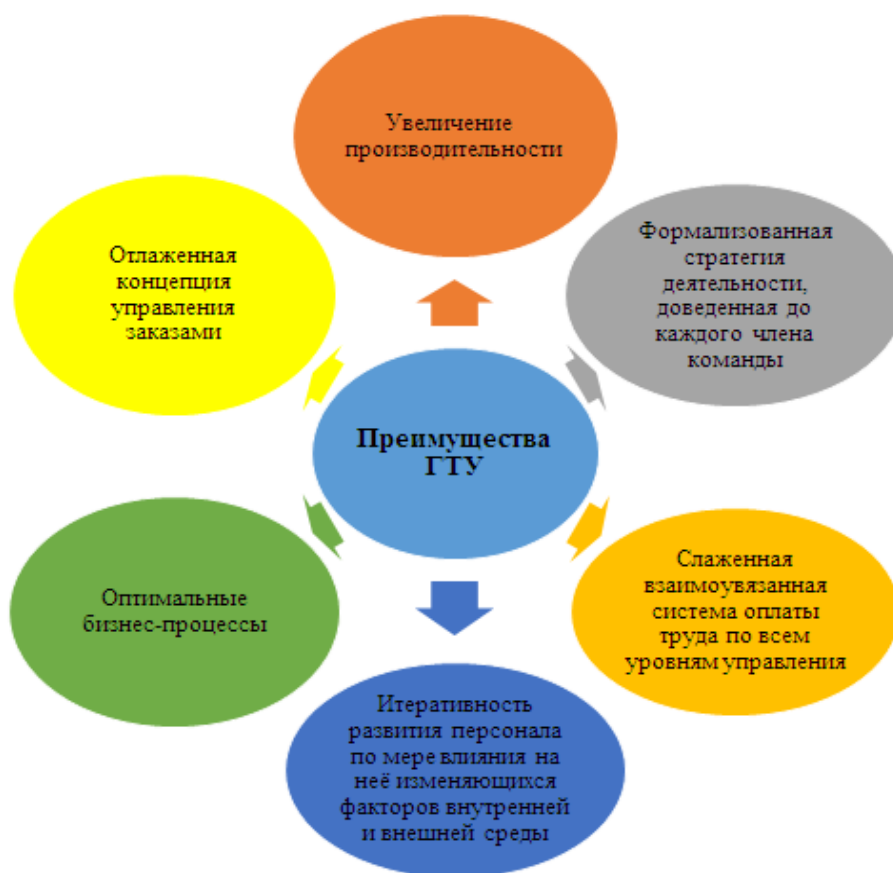 Увеличение
производительности
Отлаженная
концепция
управления
заказами
Формализованная
стратегия
деятельности,
доведенная до
каждого члена
команды
Преимущества
ГТУ
Оптимальные
бизнес-процессы
Слаженная
взаимоувязанная
система оплаты
труда по всем
уровням управления
Итеративность
развития персонала
по мере влияния на
неё изменяющихся
факторов внутренней
и внешней среды